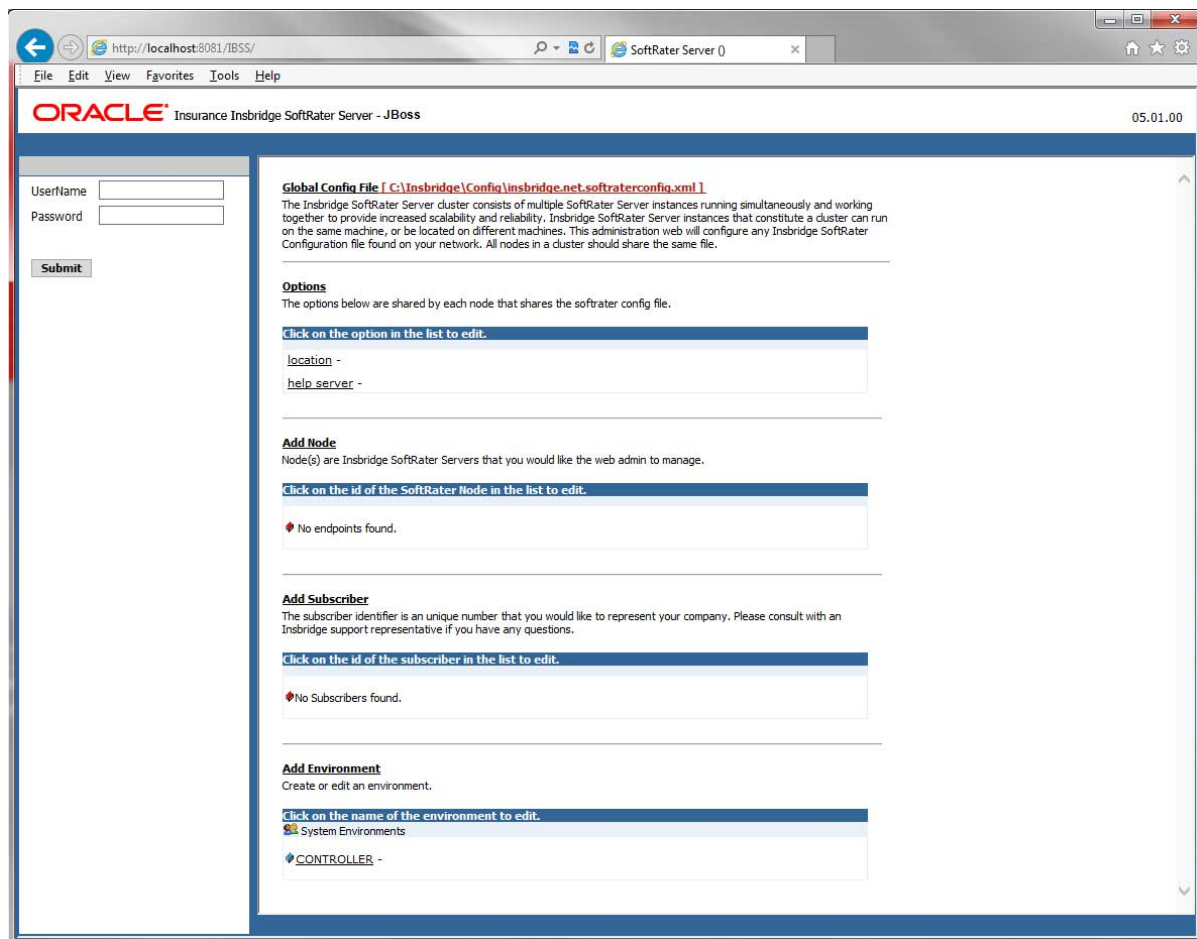 http://localhost:8081/IBSS/
SoftRater Server ()
File Edit View Favorites Tools Help
ORACLE Insurance Insbridge SoftRater Server - JBoss
05.01.00
UserName
Password
Submit
Global Config File [ C:\Insbridge\Config\insbridge.net.softraterconfig.xml ]
The Insbridge SoftRater Server cluster consists of multiple SoftRater Server instances running simultaneously and working
together to provide increased scalability and reliability. Insbridge SoftRater Server instances that constitute a cluster can run
on the same machine, or be located on different machines. This administration web will configure any Insbridge SoftRater
Configuration file found on your network. All nodes in a cluster should share the same file.
Options
The options below are shared by each node that shares the softrater config file.
Click on the option in the list to edit.
location -
help server -
Add Node
Node(s) are Insbridge SoftRater Servers that you would like the web admin to manage.
Click on the id of the SoftRater Node in the list to edit.
No endpoints found.
Add Subscriber
The subscriber identifier is an unique number that you would like to represent your company. Please consult with an
Insbridge support representative if you have any questions.
Click on the id of the subscriber in the list to edit.
No Subscribers found.
Add Environment
Create or edit an environment.
Click on the name of the environment to edit.
System Environments
CONTROLLER -